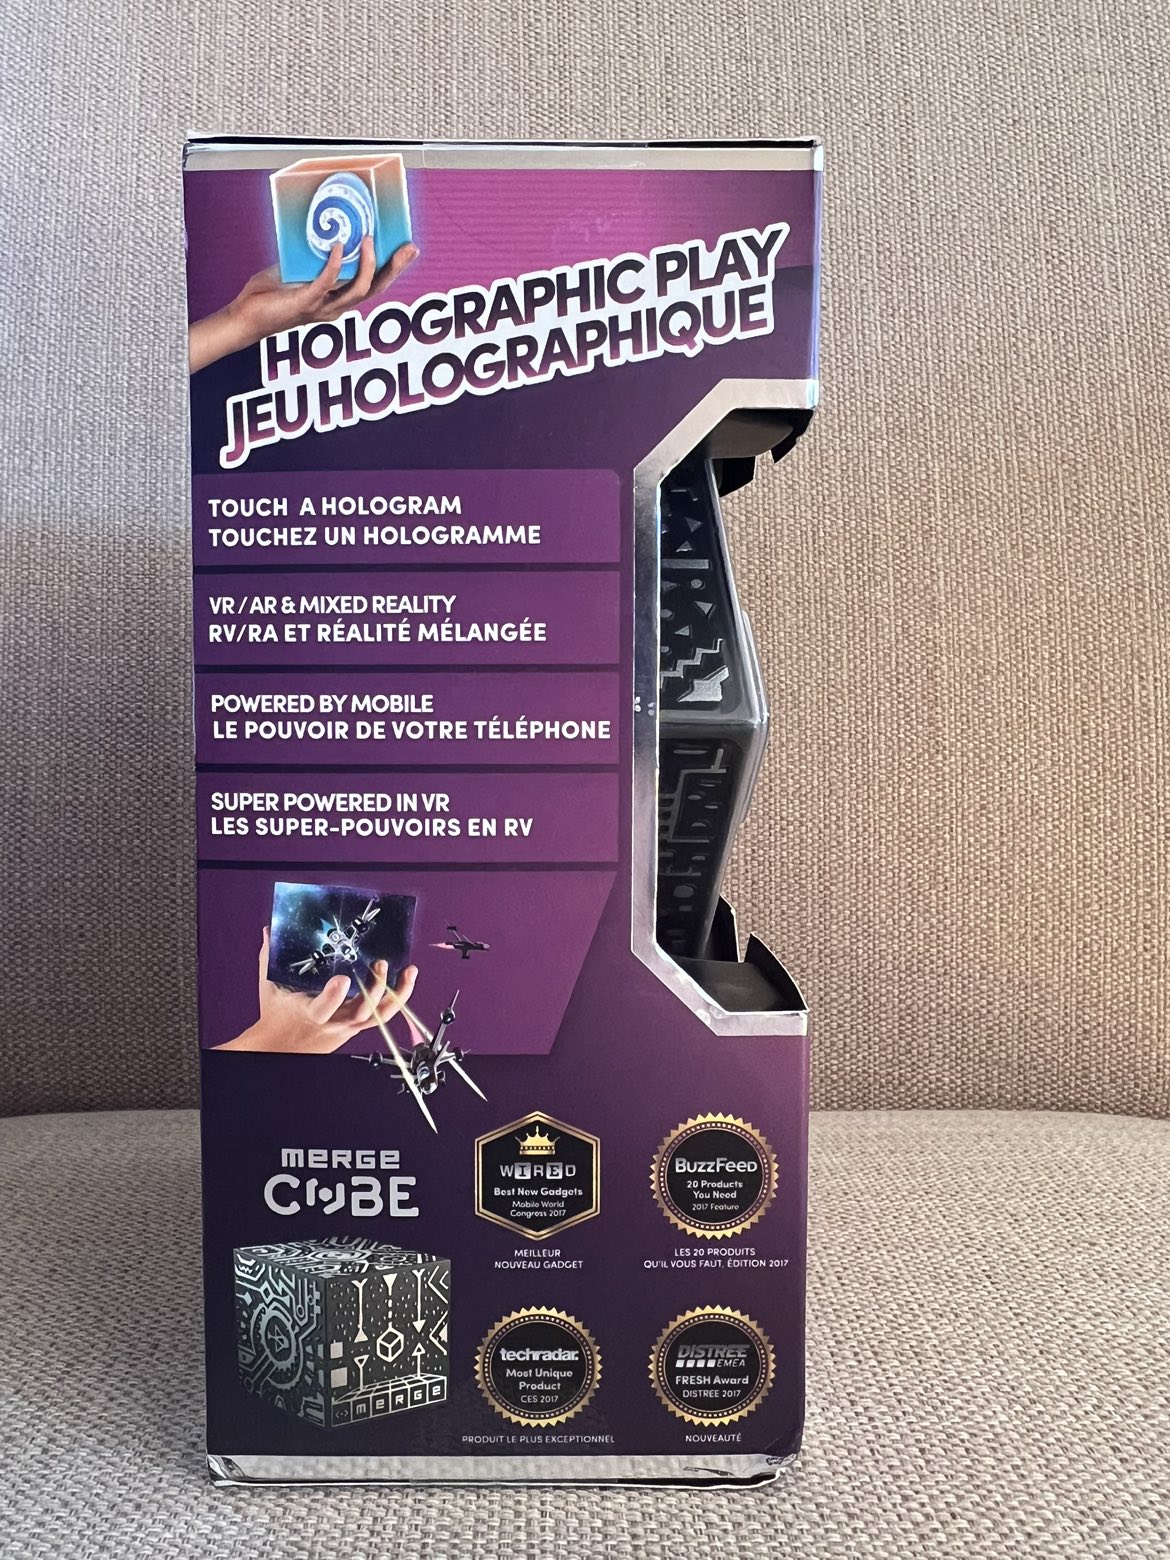 HOLOGRAPHIC PLAY
JEU HOLOGRAPHIQUE
TOUCH A HOLOGRAM
TOUCHEZ UN HOLOGRAMME
VR/AR & MIXED REALITY
RV/RA ET RÉALITÉ MÉLANGÉE
POWERED BY MOBILE
LE POUVOIR DE VOTRE TÉLÉPHONE
SUPER POWERED IN VR
LES SUPER-POUVOIRS EN RV
MERGE
CUBE
MERGE
WIRED
Best New Gadgets
Mobile World
Congress 2017
MEILLEUR
NOUVEAU GADGET
BuzzFeed
20 Products
You Need
2017 Feature
LES 20 PRODUITS
QU'IL VOUS FAUT, ÉDITION 2017
techradar.
Most Unique
Product
CES 2017
PRODUIT LE PLUS EXCEPTIONNEL
DISTREE
EMEA
FRESH Award
DISTREE 2017
NOUVEAUTÉ